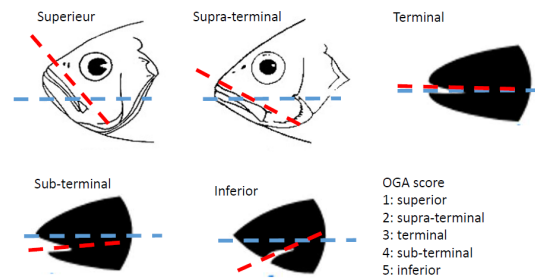 Superieur
Supra-terminal
Terminal
Sub-terminal
Inferior
OGA score
1: superior
2: supra-terminal
3: terminal
4: sub-terminal
5: inferior